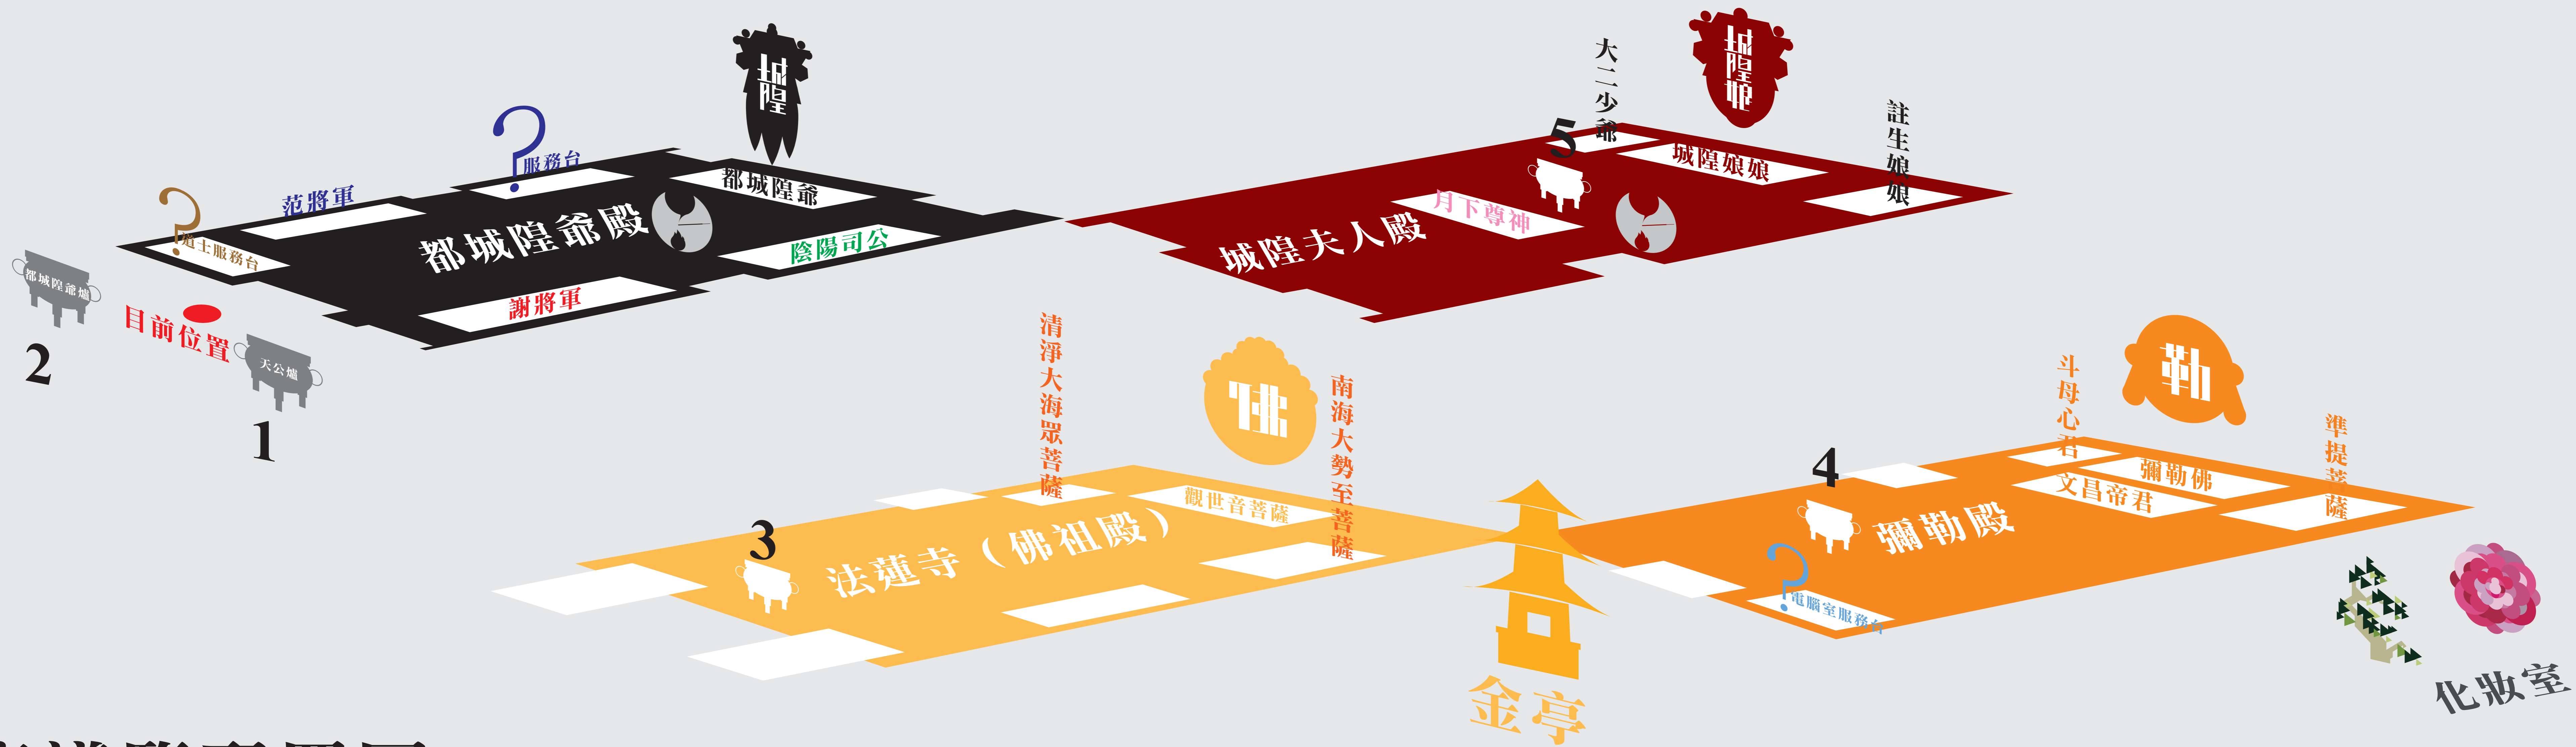 城隍
都城隍爺
服務台
范將軍
道士服務台
都城隍爺殿
陰陽司公
謝將軍
都城隍爺爐
2
目前位置
天公爐
1
大二少爺
城隍娘
註生娘娘
5
城隍娘娘
月下尊神
城隍夫人殿
清淨大海眾菩薩
佛
南海大勢至菩薩
觀世音菩薩
3
法蓮寺（佛祖殿）
金亭
勒
斗母心君
準提菩薩
4
彌勒佛
文昌帝君
彌勒殿
電腦室服務台
化妝室